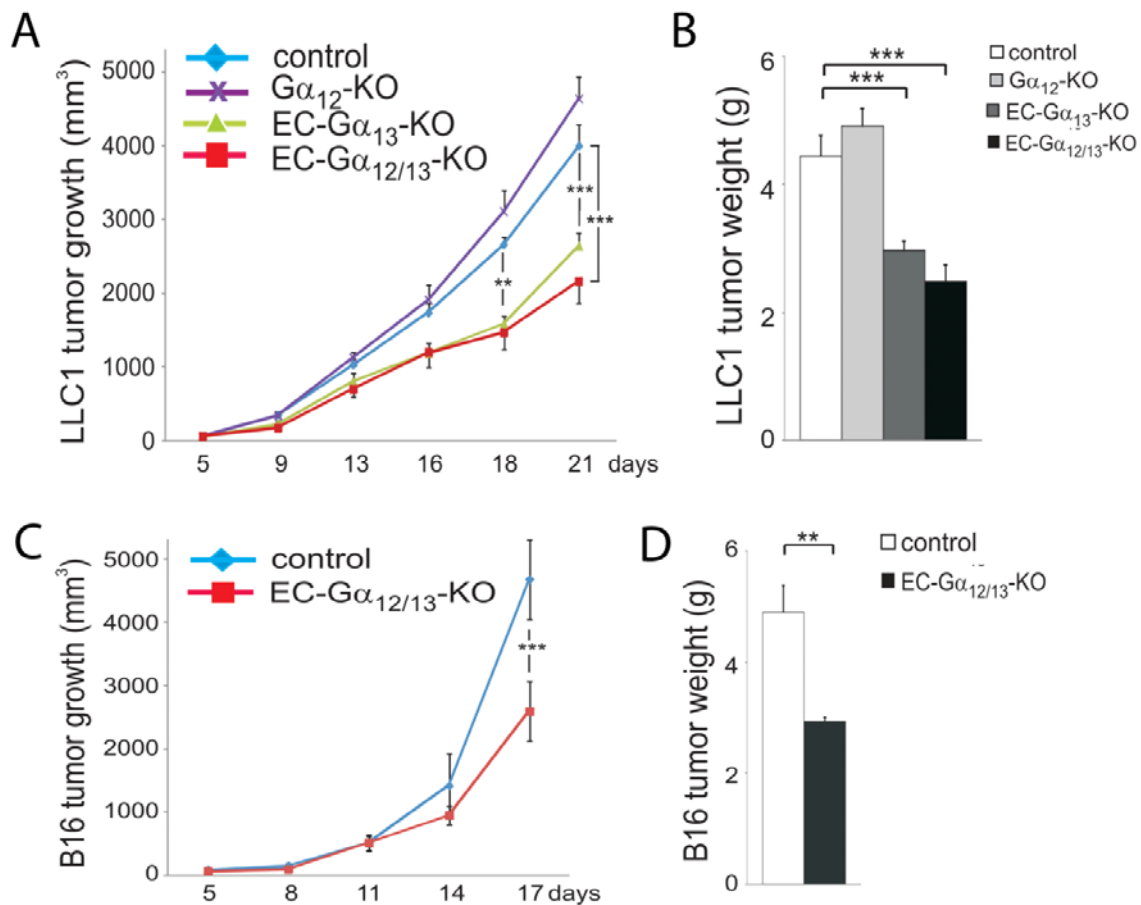 A
LLC1 tumor growth (mm³)
5000
4000
3000
2000
1000
0
control
Gα₁₂-KO
EC-Gα₁₃-KO
EC-Gα₁₂/₁₃-KO
**
***
***
5 9 13 16 18 21 days
B
LLC1 tumor weight (g)
6
4
2
0
***
***
control
Gα₁₂-KO
EC-Gα₁₃-KO
EC-Gα₁₂/₁₃-KO
C
B16 tumor growth (mm³)
5000
4000
3000
2000
1000
0
control
EC-Gα₁₂/₁₃-KO
***
5 8 11 14 17 days
D
B16 tumor weight (g)
6
4
2
0
**
control
EC-Gα₁₂/₁₃-KO